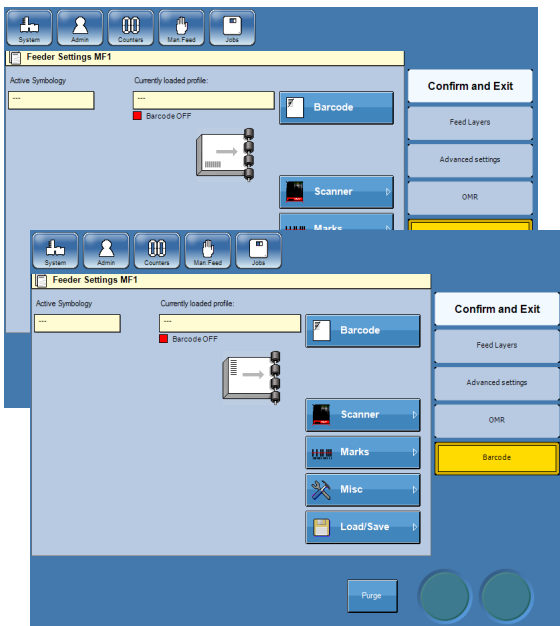 System Admin Counters Man.Feed Jobs
Feeder Settings MF1
Active Symbology Currently loaded profile:
--- ---
Barcode
Barcode OFF
Scanner
Marks
Confirm and Exit
Feed Layers
Advanced settings
OMR
System Admin Counters Man.Feed Jobs
Feeder Settings MF1
Active Symbology Currently loaded profile:
--- ---
Barcode
Barcode OFF
Scanner
Marks
Misc
Load/Save
Confirm and Exit
Feed Layers
Advanced settings
OMR
Barcode
Purge